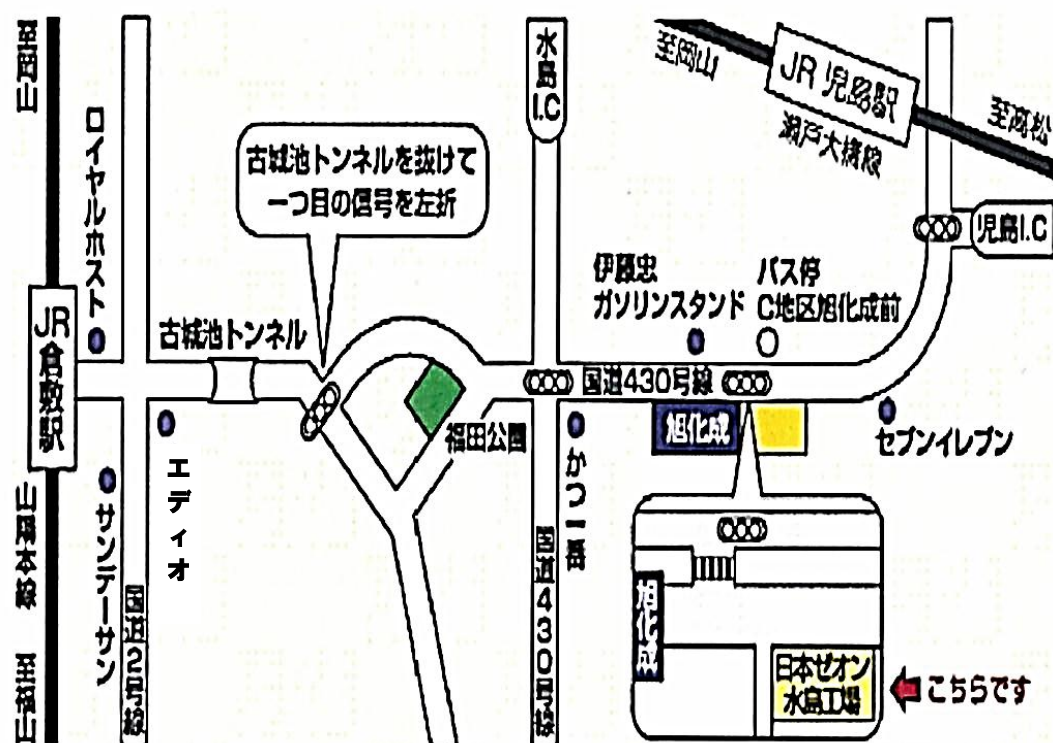 至岡山
水島I.C
至岡山
JR 児島駅
瀬戸大橋線
至高松
ロイヤルホスト
古城池トンネルを抜けて
一つ目の信号を左折
児島I.C
伊藤忠
ガソリンスタンド
バス停
C地区旭化成前
JR倉敷駅
古城池トンネル
国道430号線
旭化成
福田公園
セブンイレブン
エディオ
かつ一番
山陽本線
サンデーサン
国道2号線
国道430号線
旭化成
日本ゼオン
水島工場
こちらです
至福山